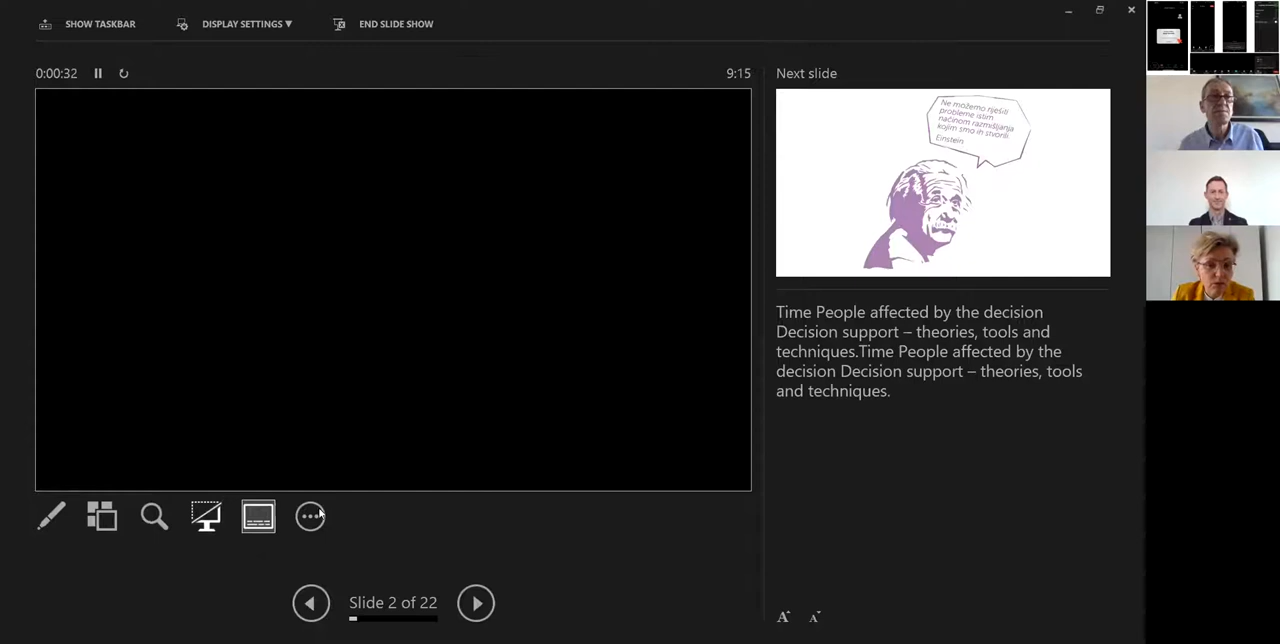 SHOW TASKBAR
DISPLAY SETTINGS ▼
END SLIDE SHOW
0:00:32
9:15
Next slide
Ne možemo riješiti
probleme istim
načinom razmišljanja
kojim smo ih stvorili
Einstein
Time People affected by the decision
Decision support – theories, tools and
techniques.Time People affected by the
decision Decision support – theories, tools
and techniques.
Slide 2 of 22
A
A